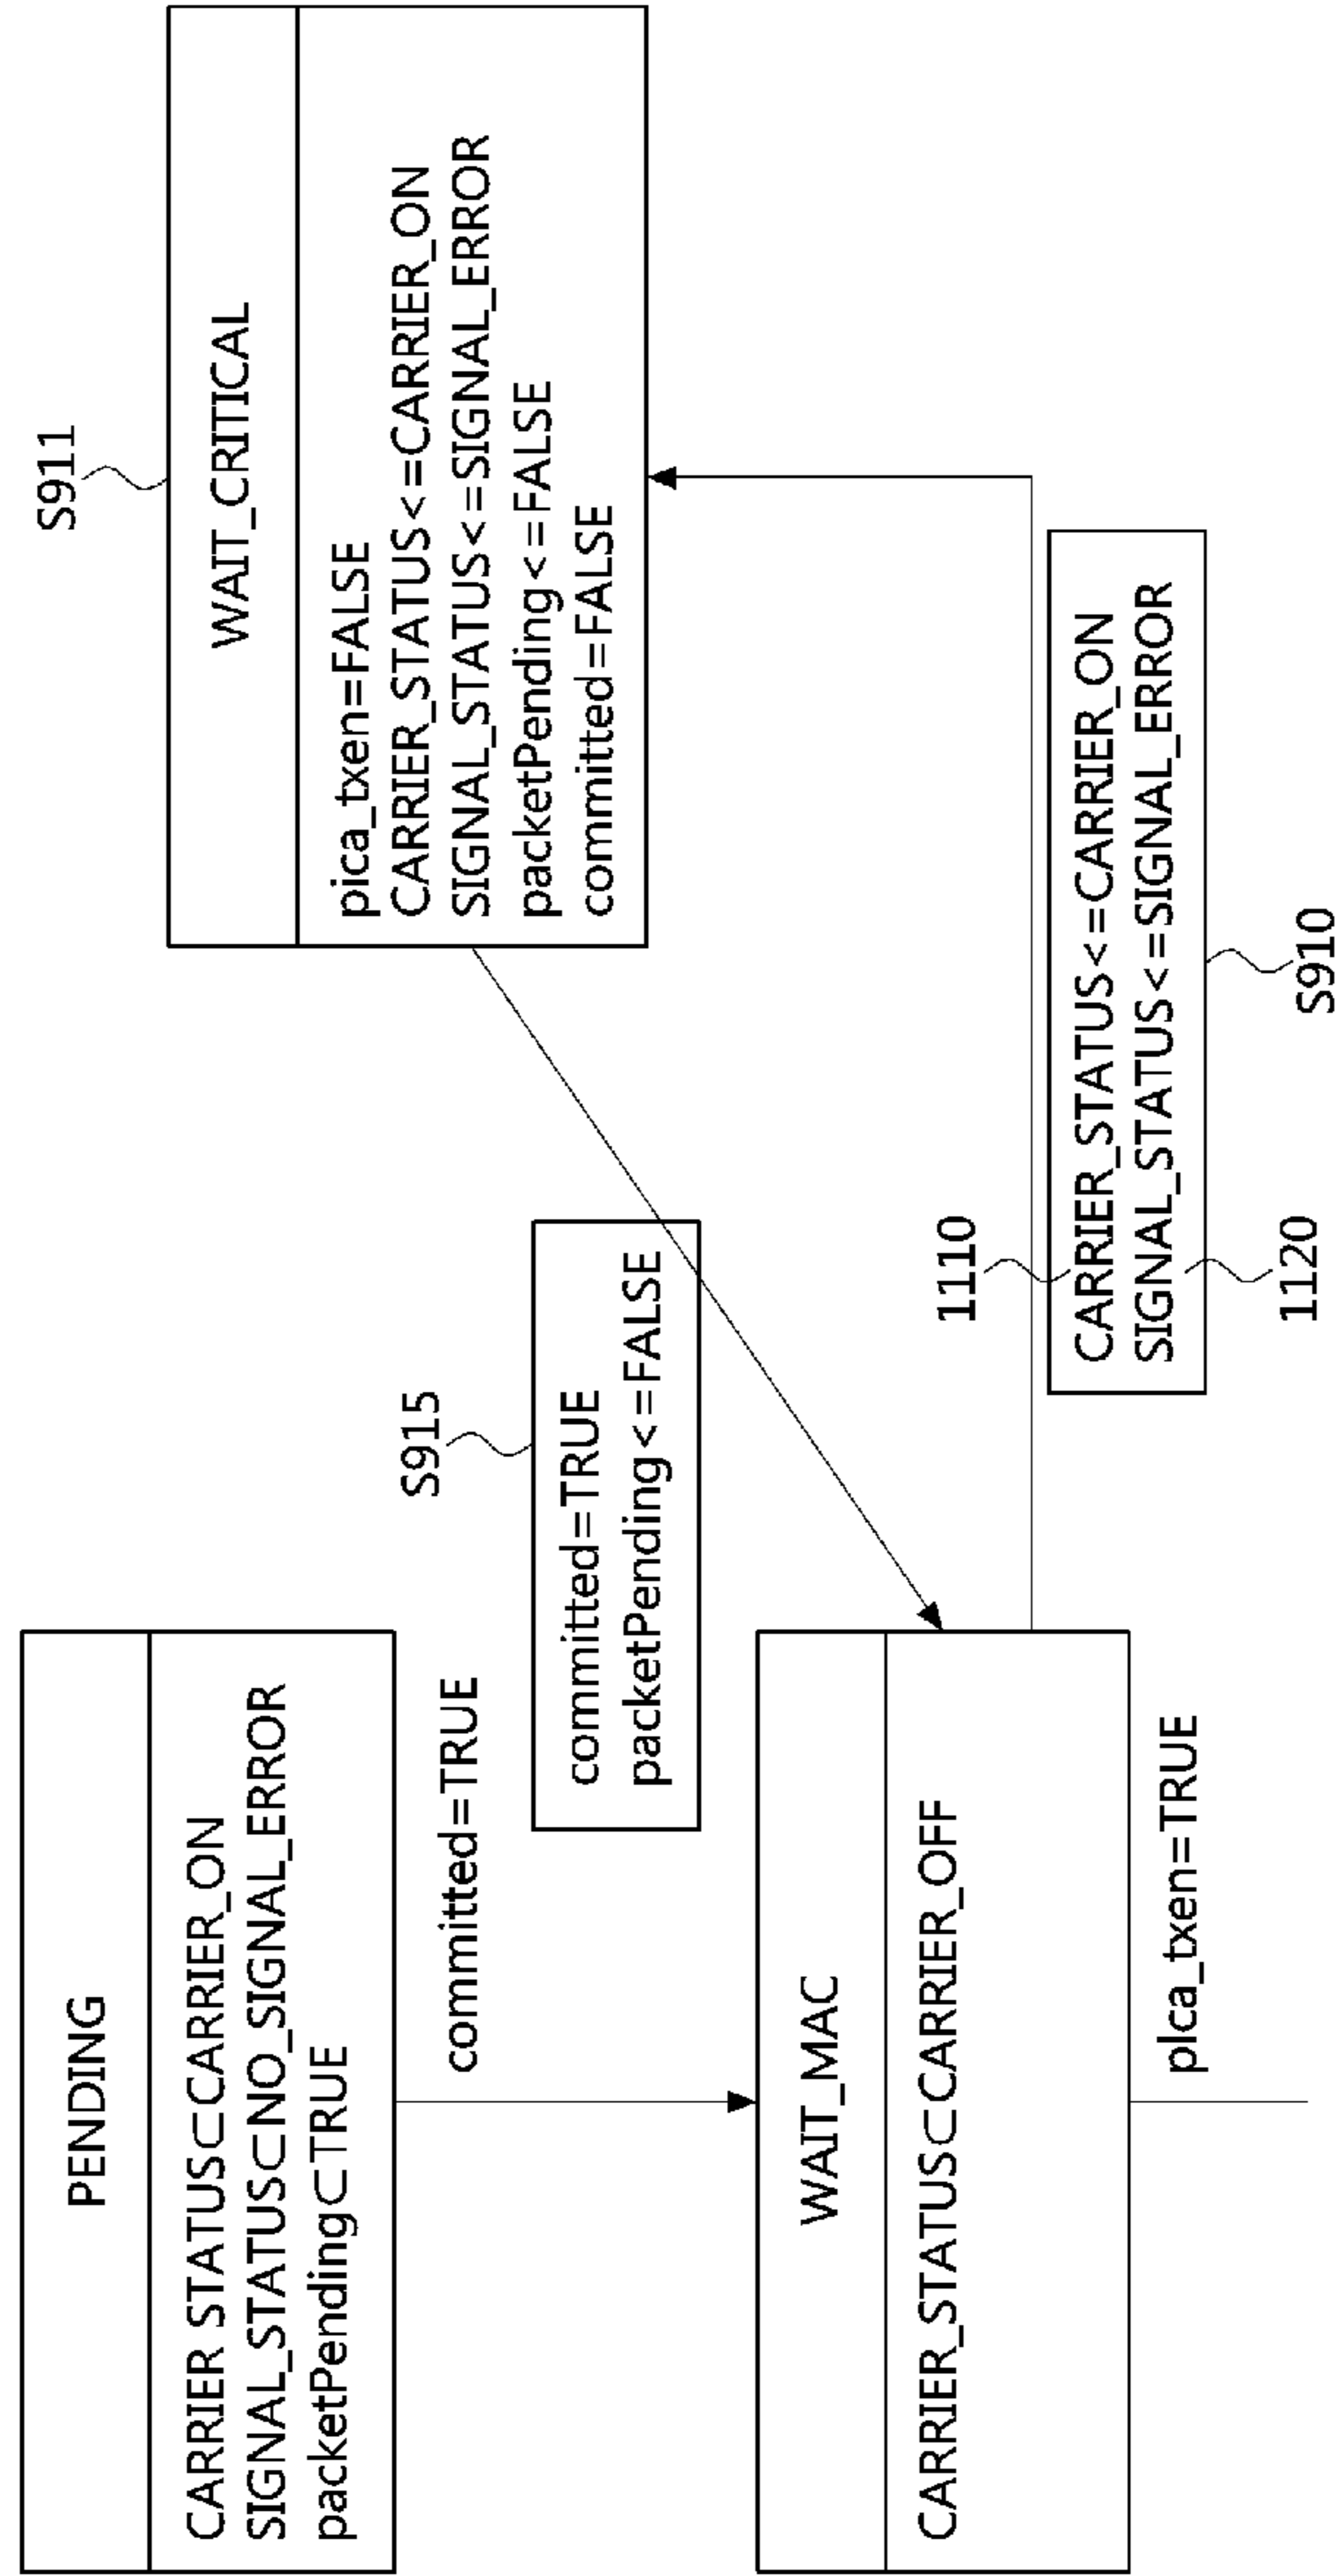 PENDING
CARRIER STATUS⊂CARRIER_ON
SIGNAL_STATUS⊂NO_SIGNAL_ERROR
packetPending⊂TRUE
committed=TRUE
S911
WAIT_CRITICAL
pica_txen=FALSE
CARRIER_STATUS<=CARRIER_ON
SIGNAL_STATUS<=SIGNAL_ERROR
packetPending<=FALSE
committed=FALSE
S915
committed=TRUE
packetPending<=FALSE
WAIT_MAC
CARRIER_STATUS⊂CARRIER_OFF
plca_txen=TRUE
1110
CARRIER_STATUS<=CARRIER_ON
SIGNAL_STATUS<=SIGNAL_ERROR
1120
S910